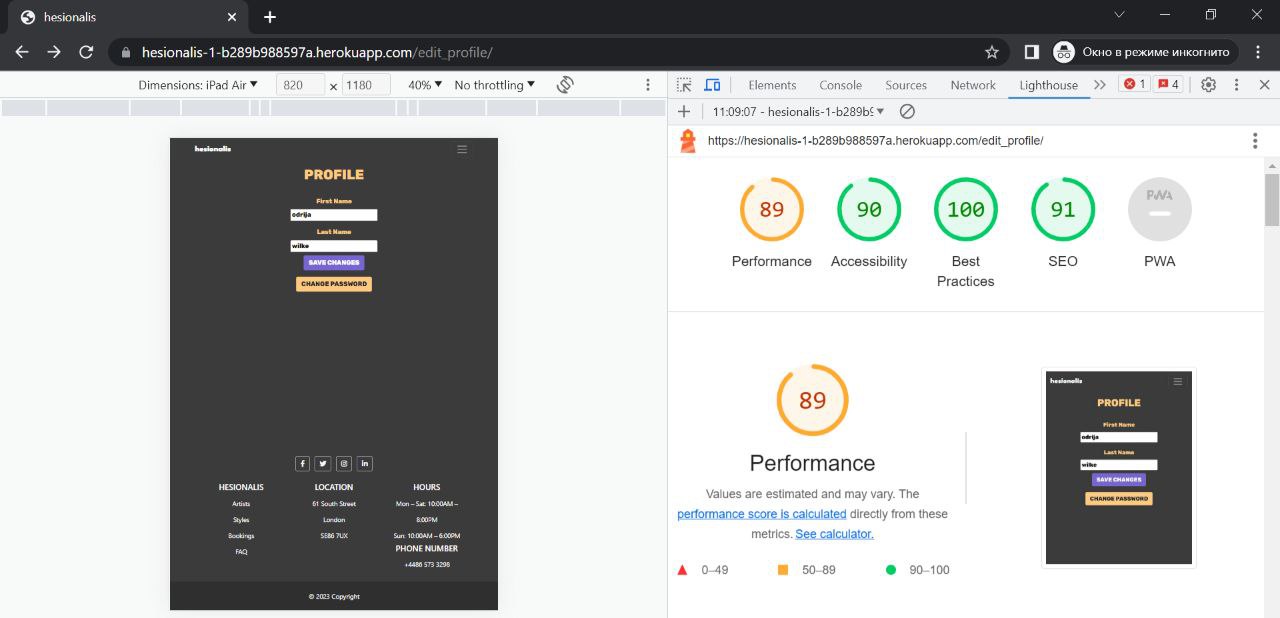 hesionalis
hesionalis-1-b289b988597a.herokuapp.com/edit_profile/
Окно в режиме инкогнито
Dimensions: iPad Air 820 x 1180 40% No throttling
Elements Console Sources Network Lighthouse 1 4
11:09:07 - hesionalis-1-b289b9
https://hesionalis-1-b289b988597a.herokuapp.com/edit_profile/
hesionalis
PROFILE
First Name
odrija
Last Name
wilke
SAVE CHANGES
CHANGE PASSWORD
HESIONALIS
Artists
Styles
Bookings
FAQ
LOCATION
61 South Street
London
SE86 7UX
HOURS
Mon – Sat: 10:00AM –
8:00PM
Sun: 10:00AM – 6:00PM
PHONE NUMBER
+4486 573 3298
© 2023 Copyright
89 90 100 91 PWA
Performance Accessibility Best SEO PWA
Practices
89
Performance
Values are estimated and may vary. The
performance score is calculated directly from these
metrics. See calculator.
0–49 50–89 90–100
hesionalis
PROFILE
First Name
odrija
Last Name
wilke
SAVE CHANGES
CHANGE PASSWORD